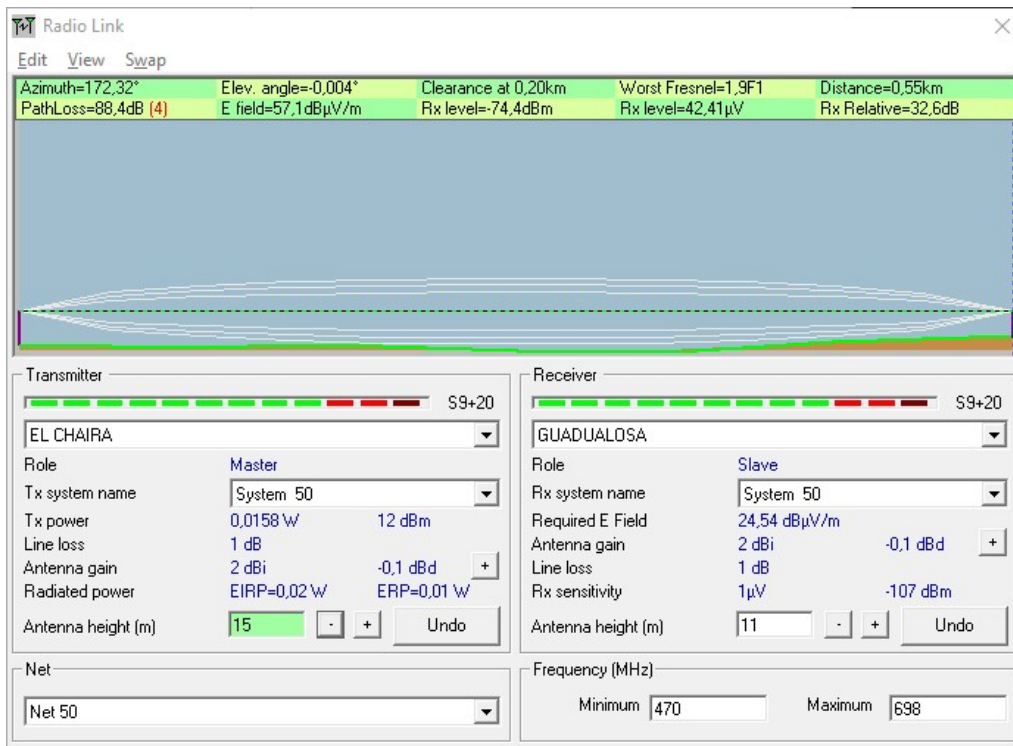 Radio Link
Edit View Swap
Azimuth=172,32° Elev. angle=-0,004° Clearance at 0,20km Worst Fresnel=1,9F1 Distance=0,55km
PathLoss=88,4dB (4) E field=57,1dBµV/m Rx level=-74,4dBm Rx level=42,41µV Rx Relative=32,6dB
Transmitter
S9+20
EL CHAIRA
Role Master
Tx system name System 50
Tx power 0,0158 W 12 dBm
Line loss 1 dB
Antenna gain 2 dBi -0,1 dBd +
Radiated power EIRP=0,02 W ERP=0,01 W
Antenna height (m) 15 - + Undo
Net
Net 50
Receiver
S9+20
GUADUALOSA
Role Slave
Rx system name System 50
Required E Field 24,54 dBµV/m
Antenna gain 2 dBi -0,1 dBd +
Line loss 1 dB
Rx sensitivity 1µV -107 dBm
Antenna height (m) 11 - + Undo
Frequency (MHz)
Minimum 470 Maximum 698